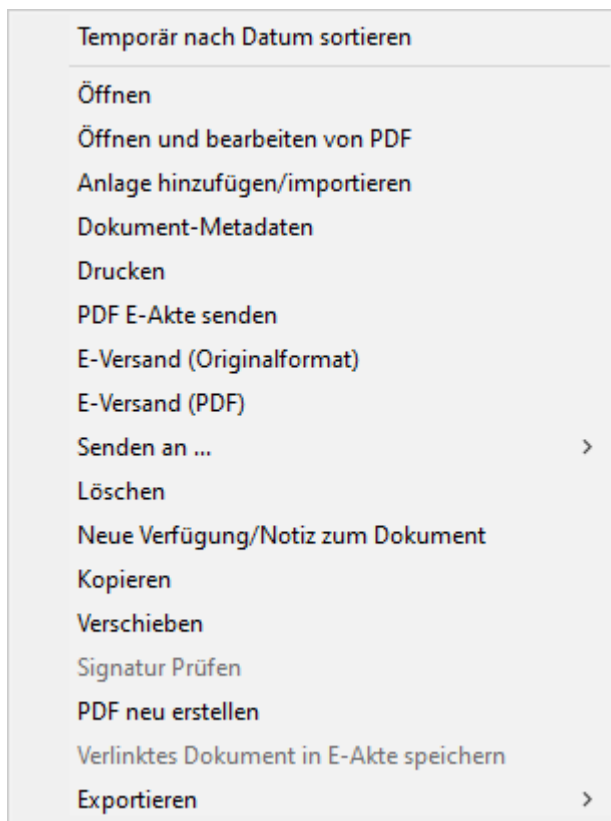 Temporär nach Datum sortieren
Öffnen
Öffnen und bearbeiten von PDF
Anlage hinzufügen/importieren
Dokument-Metadaten
Drucken
PDF E-Akte senden
E-Versand (Originalformat)
E-Versand (PDF)
Senden an ...
Löschen
Neue Verfügung/Notiz zum Dokument
Kopieren
Verschieben
Signatur Prüfen
PDF neu erstellen
Verlinktes Dokument in E-Akte speichern
Exportieren